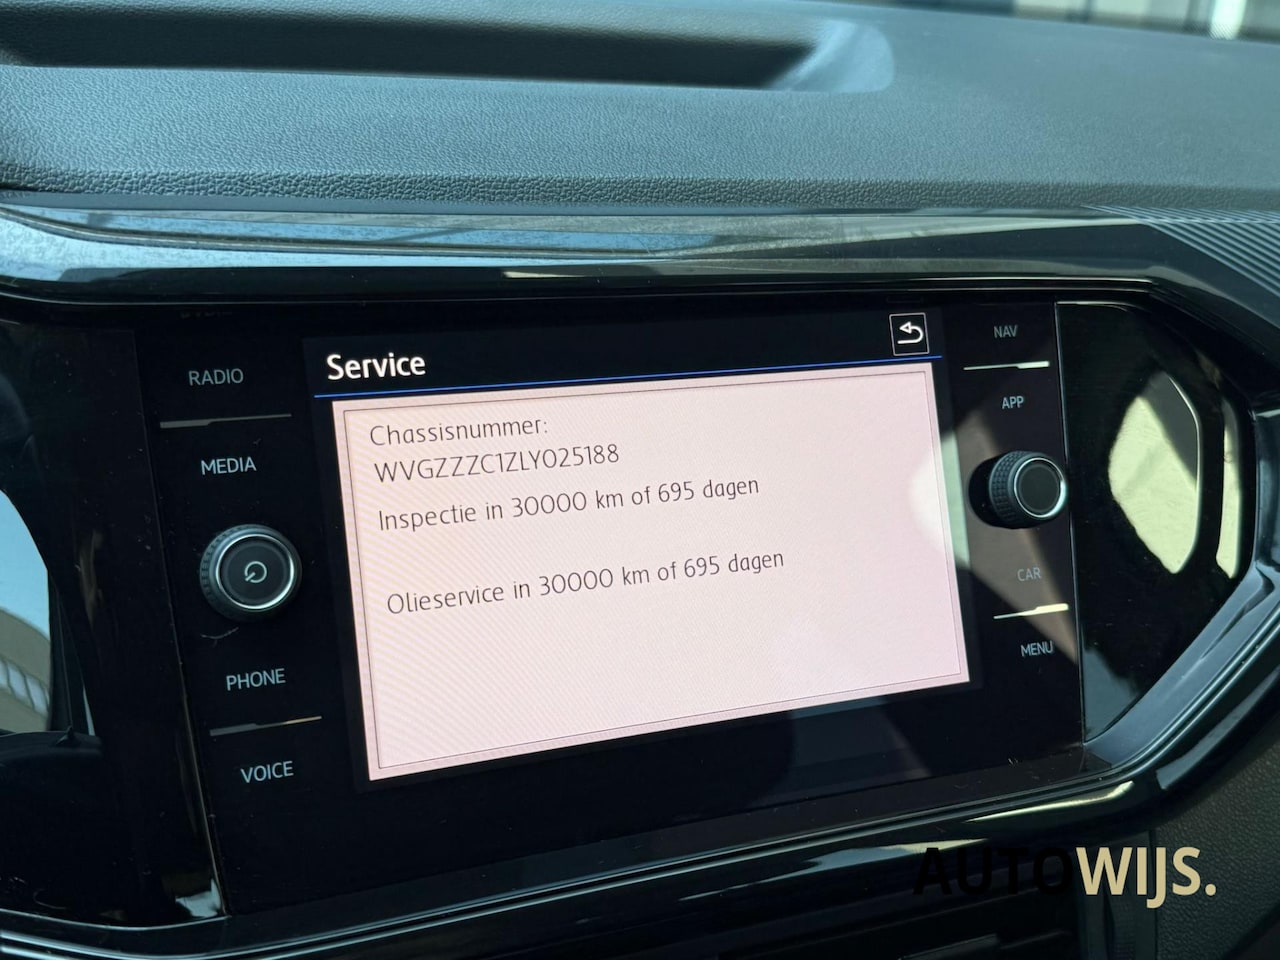 Service
RADIO
MEDIA
PHONE
VOICE
Chassisnummer:
WVGZZZC1ZLY025188
Inspectie in 30000 km of 695 dagen
Olieservice in 30000 km of 695 dagen
NAV
APP
CAR
MENU
AUTOWIJS.